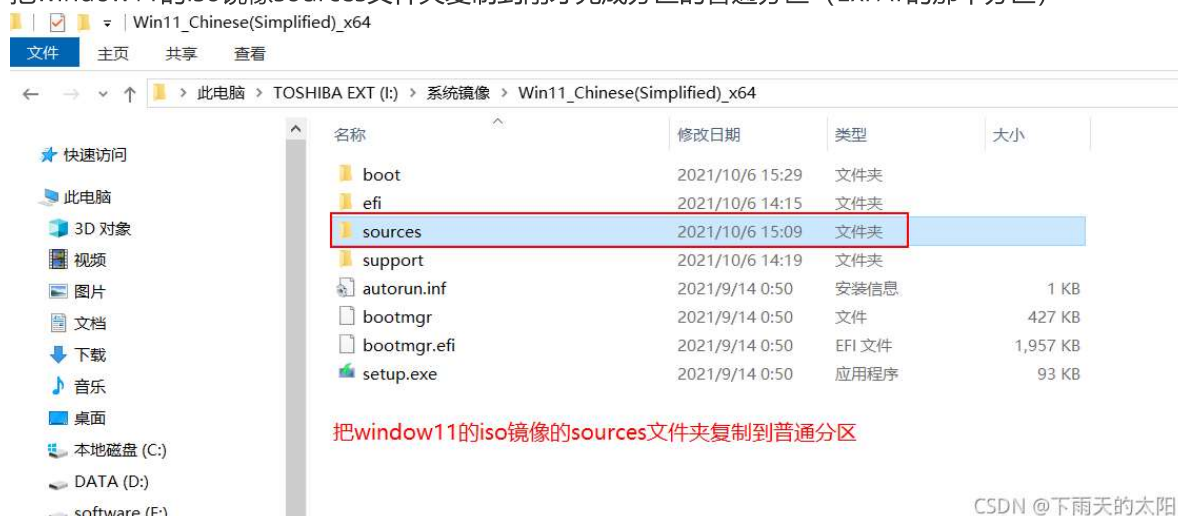 Win11_Chinese(Simplified)_x64
文件 主页 共享 查看
此电脑 > TOSHIBA EXT (I:) > 系统镜像 > Win11_Chinese(Simplified)_x64
名称 修改日期 类型 大小
快速访问
此电脑
3D 对象
视频
图片
文档
下载
音乐
桌面
本地磁盘 (C:)
DATA (D:)
software (E:)
boot 2021/10/6 15:29 文件夹
efi 2021/10/6 14:15 文件夹
sources 2021/10/6 15:09 文件夹
support 2021/10/6 14:19 文件夹
autorun.inf 2021/9/14 0:50 安装信息 1 KB
bootmgr 2021/9/14 0:50 文件 427 KB
bootmgr.efi 2021/9/14 0:50 EFI 文件 1,957 KB
setup.exe 2021/9/14 0:50 应用程序 93 KB
把window11的iso镜像的sources文件夹复制到普通分区
CSDN @下雨天的太阳